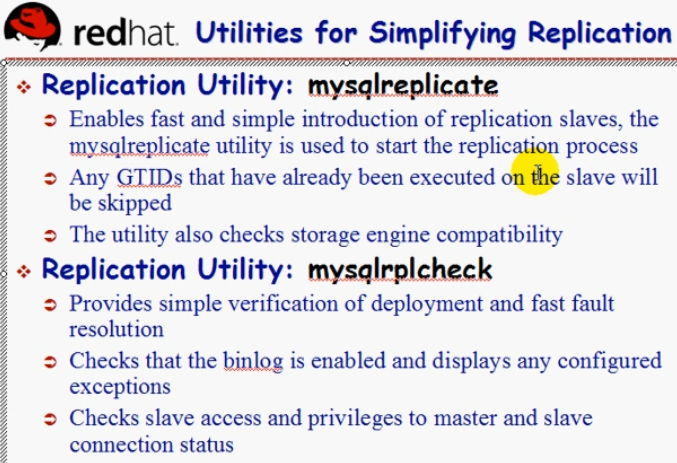 redhat. Utilities for Simplifying Replication
Replication Utility: mysqlreplicate
Enables fast and simple introduction of replication slaves, the
mysqlreplicate utility is used to start the replication process
Any GTIDs that have already been executed on the slave will
be skipped
The utility also checks storage engine compatibility
Replication Utility: mysqlrplcheck
Provides simple verification of deployment and fast fault
resolution
Checks that the binlog is enabled and displays any configured
exceptions
Checks slave access and privileges to master and slave
connection status